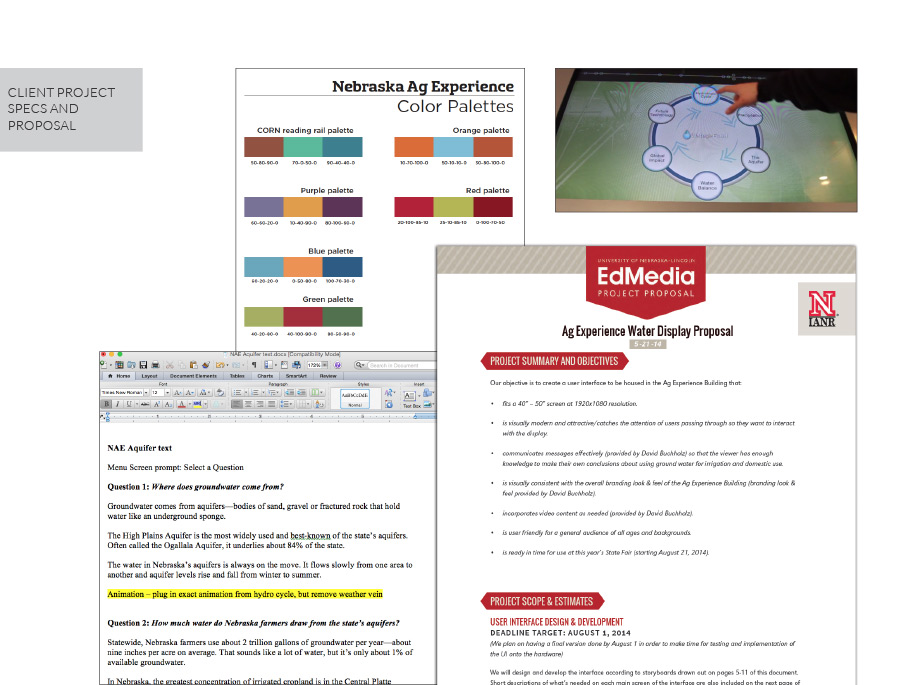 CLIENT PROJECT
SPECS AND
PROPOSAL
Nebraska Ag Experience
Color Palettes
CORN reading rail palette
50-80-90-0 70-0-50-0 90-40-40-0
Orange palette
10-70-100-0 50-10-10-0 30-80-100-0
Purple palette
60-60-20-0 10-40-90-0 80-100-30-0
Red palette
20-100-95-10 35-10-85-10 0-100-70-50
Blue palette
60-20-20-0 0-50-80-0 100-70-30-0
Green palette
40-20-80-0 40-100-90-0 80-50-90-0
Water
Balance
The
Aquifer
Global
Impact
UNIVERSITY OF NEBRASKA–LINCOLN
EdMedia
PROJECT PROPOSAL
N
IANR
Ag Experience Water Display Proposal
5-21-14
PROJECT SUMMARY AND OBJECTIVES
Our objective is to create a user interface to be housed in the Ag Experience Building that:
• fits a 40" – 50" screen at 1920x1080 resolution.
• is visually modern and attractive/catches the attention of users passing through so they want to interact
with the display.
• communicates messages effectively (provided by David Buchholz) so that the viewer has enough
knowledge to make their own conclusions about using ground water for irrigation and domestic use.
• is visually consistent with the overall branding look & feel of the Ag Experience Building (branding look &
feel provided by David Buchholz).
• incorporates video content as needed (provided by David Buchholz).
• is user friendly for a general audience of all ages and backgrounds.
• is ready in time for use at this year's State Fair (starting August 21, 2014).
PROJECT SCOPE & ESTIMATES
USER INTERFACE DESIGN & DEVELOPMENT
DEADLINE TARGET: AUGUST 1, 2014
(We plan on having a final version done by August 1 in order to make time for testing and implementation of
the UI onto the hardware)
We will design and develop the interface according to storyboards drawn out on pages 5-11 of this document.
Short descriptions of what's needed on each main screen of the interface are also included on the next page of
NAE Aquifer text.docx [Compatibility Mode]
172%
Search in Document
Home Layout Document Elements Tables Charts SmartArt Review
Font Paragraph Styles Insert
Times New Roman 12
AaBbCcDdE
Normal
Text Box
NAE Aquifer text
Menu Screen prompt: Select a Question
Question 1: Where does groundwater come from?
Groundwater comes from aquifers—bodies of sand, gravel or fractured rock that hold
water like an underground sponge.
The High Plains Aquifer is the most widely used and best-known of the state's aquifers.
Often called the Ogallala Aquifer, it underlies about 84% of the state.
The water in Nebraska's aquifers is always on the move. It flows slowly from one area to
another and aquifer levels rise and fall from winter to summer.
Animation – plug in exact animation from hydro cycle, but remove weather vein
Question 2: How much water do Nebraska farmers draw from the state's aquifers?
Statewide, Nebraska farmers use about 2 trillion gallons of groundwater per year—about
nine inches per acre on average. That sounds like a lot of water, but it's only about 1% of
available groundwater.
In Nebraska, the greatest concentration of irrigated cropland is in the Central Platte